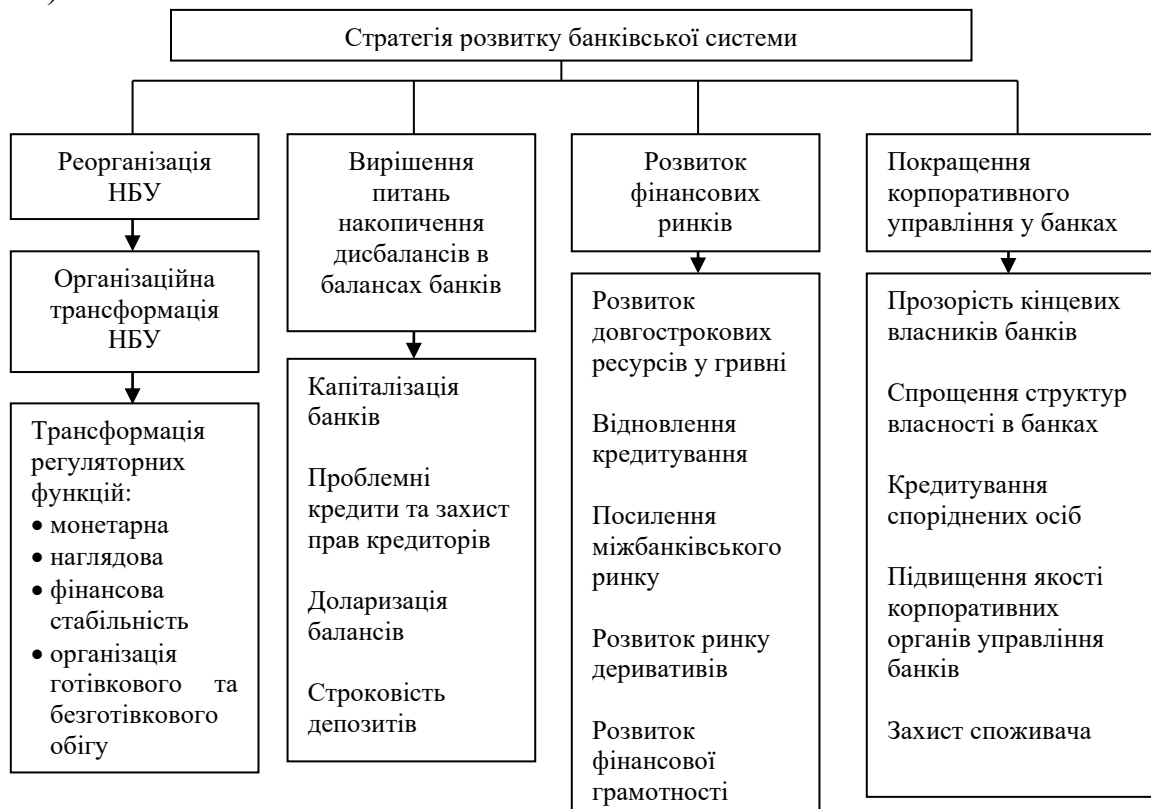 )
Стратегія розвитку банківської системи
Реорганізація
НБУ
Організаційна
трансформація
НБУ
Трансформація
регуляторних
функцій:
• монетарна
• наглядова
• фінансова
стабільність
• організація
готівкового та
безготівкового
обігу
Вирішення
питань
накопичення
дисбалансів в
балансах банків
Капіталізація
банків
Проблемні
кредити та захист
прав кредиторів
Доларизація
балансів
Строковість
депозитів
Розвиток
фінансових
ринків
Розвиток
довгострокових
ресурсів у гривні
Відновлення
кредитування
Посилення
міжбанківського
ринку
Розвиток ринку
деривативів
Розвиток
фінансової
грамотності
Покращення
корпоративного
управління у банках
Прозорість кінцевих
власників банків
Спрощення структур
власності в банках
Кредитування
споріднених осіб
Підвищення якості
корпоративних
органів управління
банків
Захист споживача